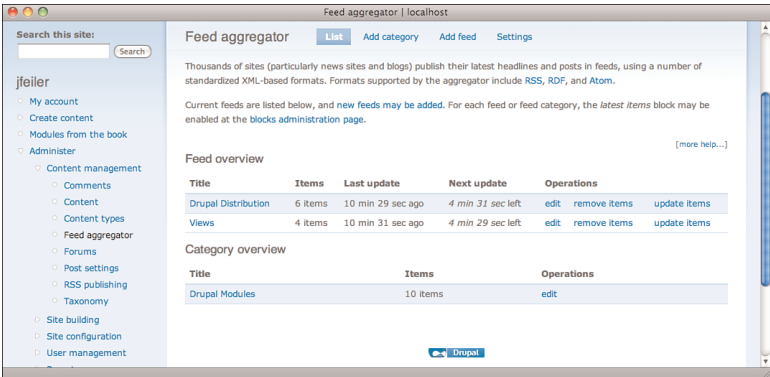 Feed aggregator | localhost
Search this site:
Search
jfeiler
My account
Create content
Modules from the book
Administer
Content management
Comments
Content
Content types
Feed aggregator
Forums
Post settings
RSS publishing
Taxonomy
Site building
Site configuration
User management
Feed aggregator List Add category Add feed Settings
Thousands of sites (particularly news sites and blogs) publish their latest headlines and posts in feeds, using a number of
standardized XML-based formats. Formats supported by the aggregator include RSS, RDF, and Atom.
Current feeds are listed below, and new feeds may be added. For each feed or feed category, the latest items block may be
enabled at the blocks administration page.
[more help...]
Feed overview
Title Items Last update Next update Operations
Drupal Distribution 6 items 10 min 29 sec ago 4 min 31 sec left edit remove items update items
Views 4 items 10 min 31 sec ago 4 min 29 sec left edit remove items update items
Category overview
Title Items Operations
Drupal Modules 10 items edit
Drupal